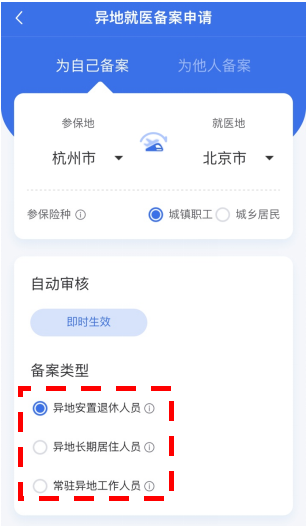 异地就医备案申请
为自己备案 为他人备案
参保地 就医地
杭州市 北京市
参保险种 城镇职工 城乡居民
自动审核
即时生效
备案类型
异地安置退休人员
异地长期居住人员
常驻异地工作人员